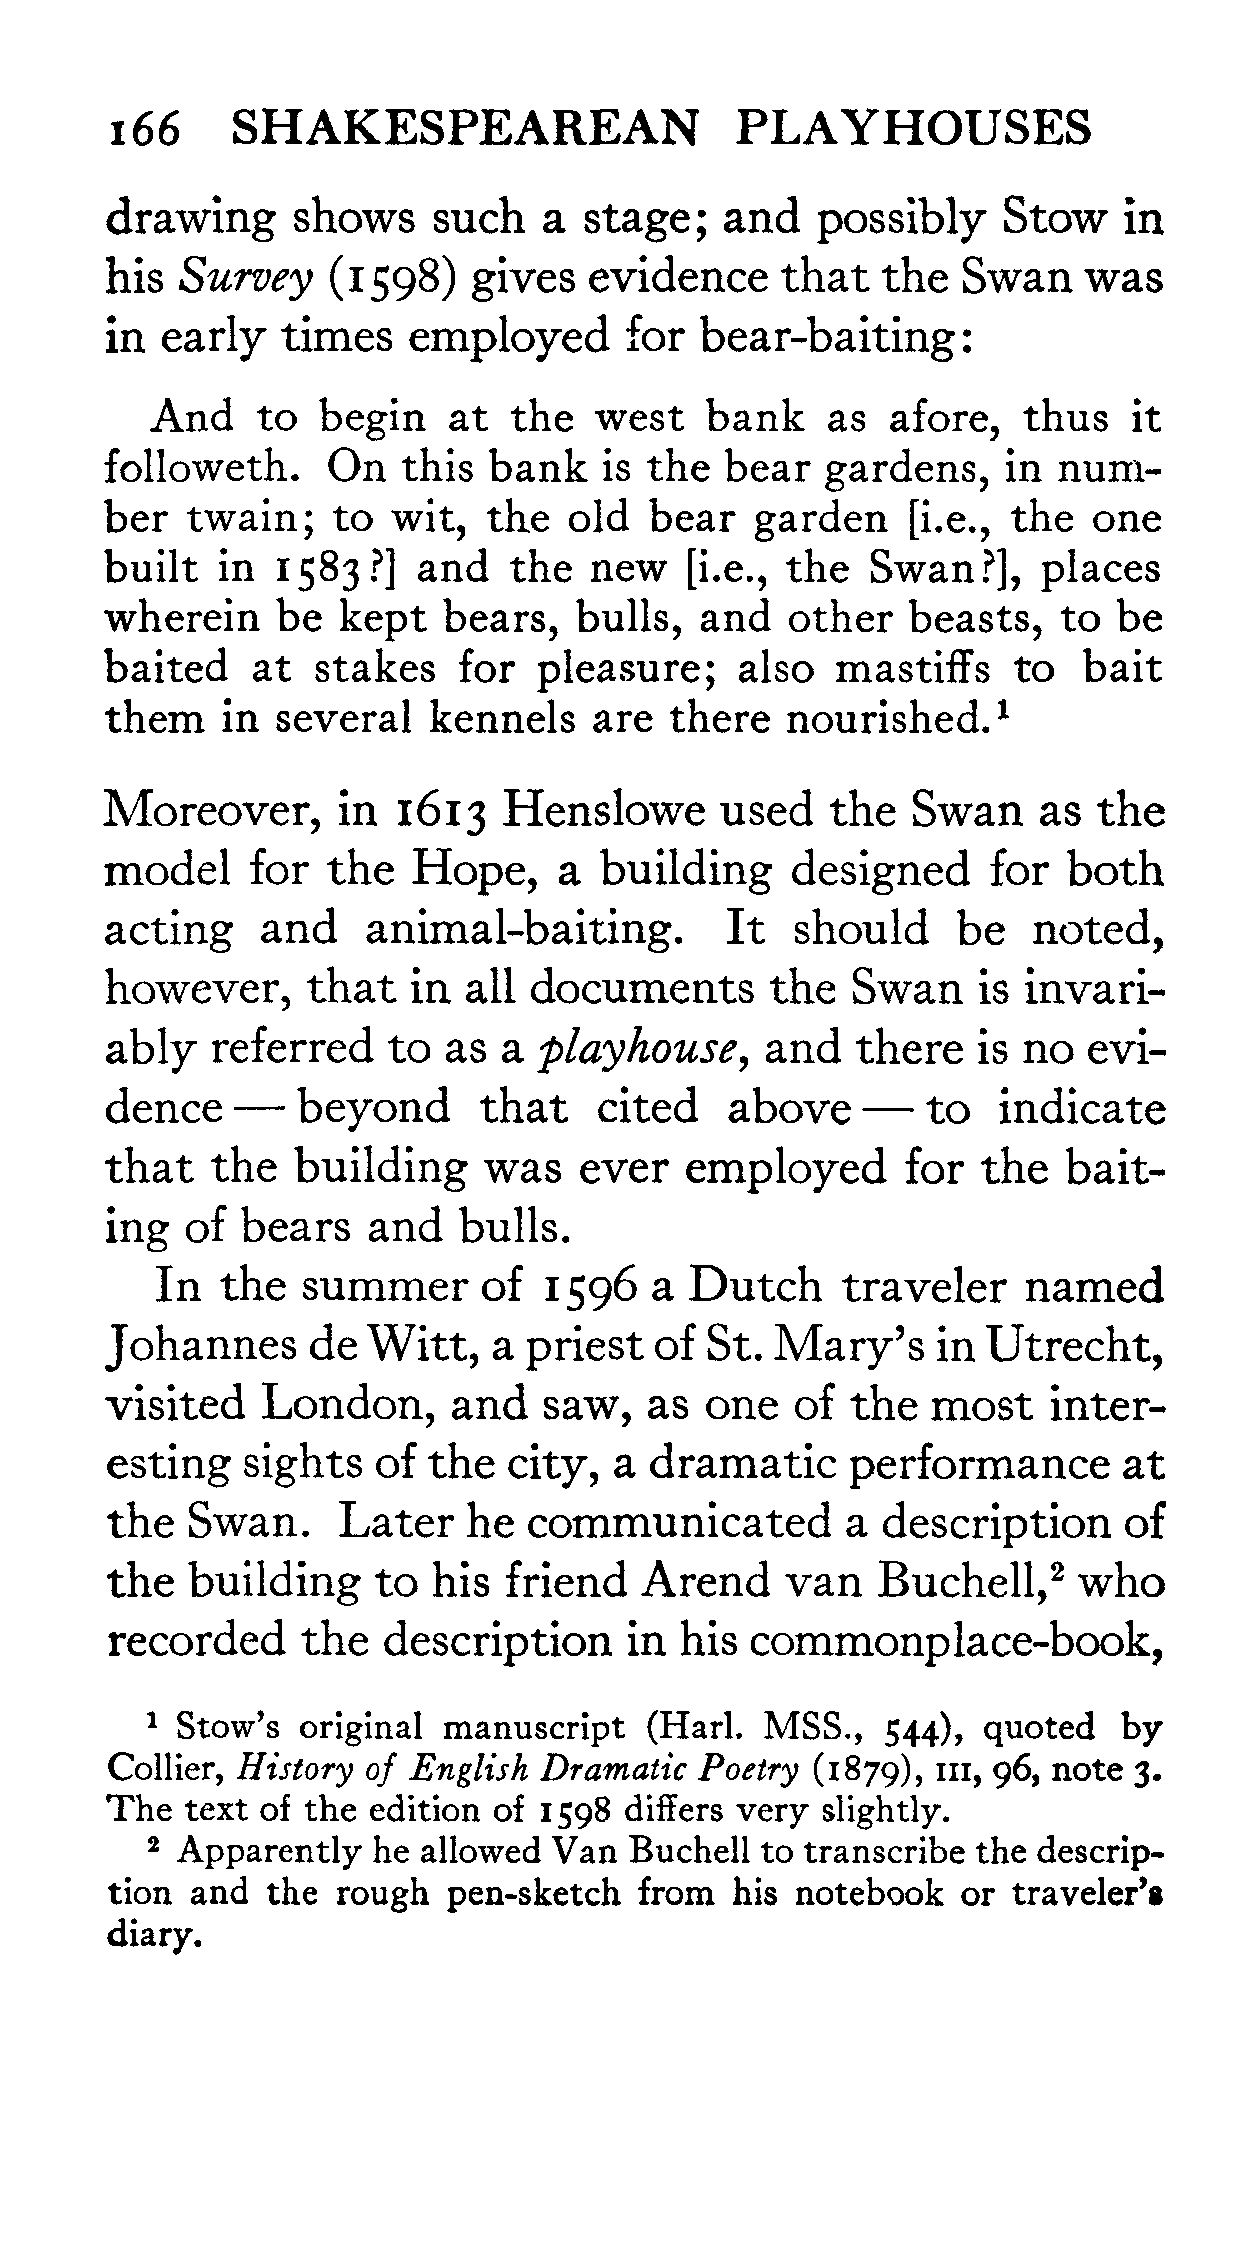 166 SHAKESPEAREAN PLAYHOUSES
drawing shows such a stage; and possibly Stow in
his Survey (1598) gives evidence that the Swan was
in early times employed for bear-baiting:
And to begin at the west bank as afore, thus it
followeth. On this bank is the bear gardens, in num-
ber twain; to wit, the old bear garden [i.e., the one
built in 1583?] and the new [i.e., the Swan?], places
wherein be kept bears, bulls, and other beasts, to be
baited at stakes for pleasure; also mastiffs to bait
them in several kennels are there nourished.¹
Moreover, in 1613 Henslowe used the Swan as the
model for the Hope, a building designed for both
acting and animal-baiting. It should be noted,
however, that in all documents the Swan is invari-
ably referred to as a playhouse, and there is no evi-
dence — beyond that cited above — to indicate
that the building was ever employed for the bait-
ing of bears and bulls.
In the summer of 1596 a Dutch traveler named
Johannes de Witt, a priest of St. Mary's in Utrecht,
visited London, and saw, as one of the most inter-
esting sights of the city, a dramatic performance at
the Swan. Later he communicated a description of
the building to his friend Arend van Buchell,² who
recorded the description in his commonplace-book,
¹ Stow's original manuscript (Harl. MSS., 544), quoted by
Collier, History of English Dramatic Poetry (1879), III, 96, note 3.
The text of the edition of 1598 differs very slightly.
² Apparently he allowed Van Buchell to transcribe the descrip-
tion and the rough pen-sketch from his notebook or traveler's
diary.